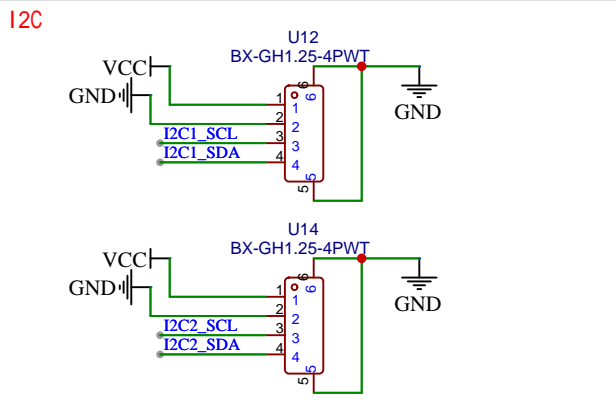 I2C
U12
BX-GH1.25-4PWT
VCC
GND
GND
6
6
1
1
2
2
I2C1_SCL
3
3
I2C1_SDA
4
4
5
5
U14
BX-GH1.25-4PWT
VCC
GND
GND
6
6
1
1
2
2
I2C2_SCL
3
3
I2C2_SDA
4
4
5
5